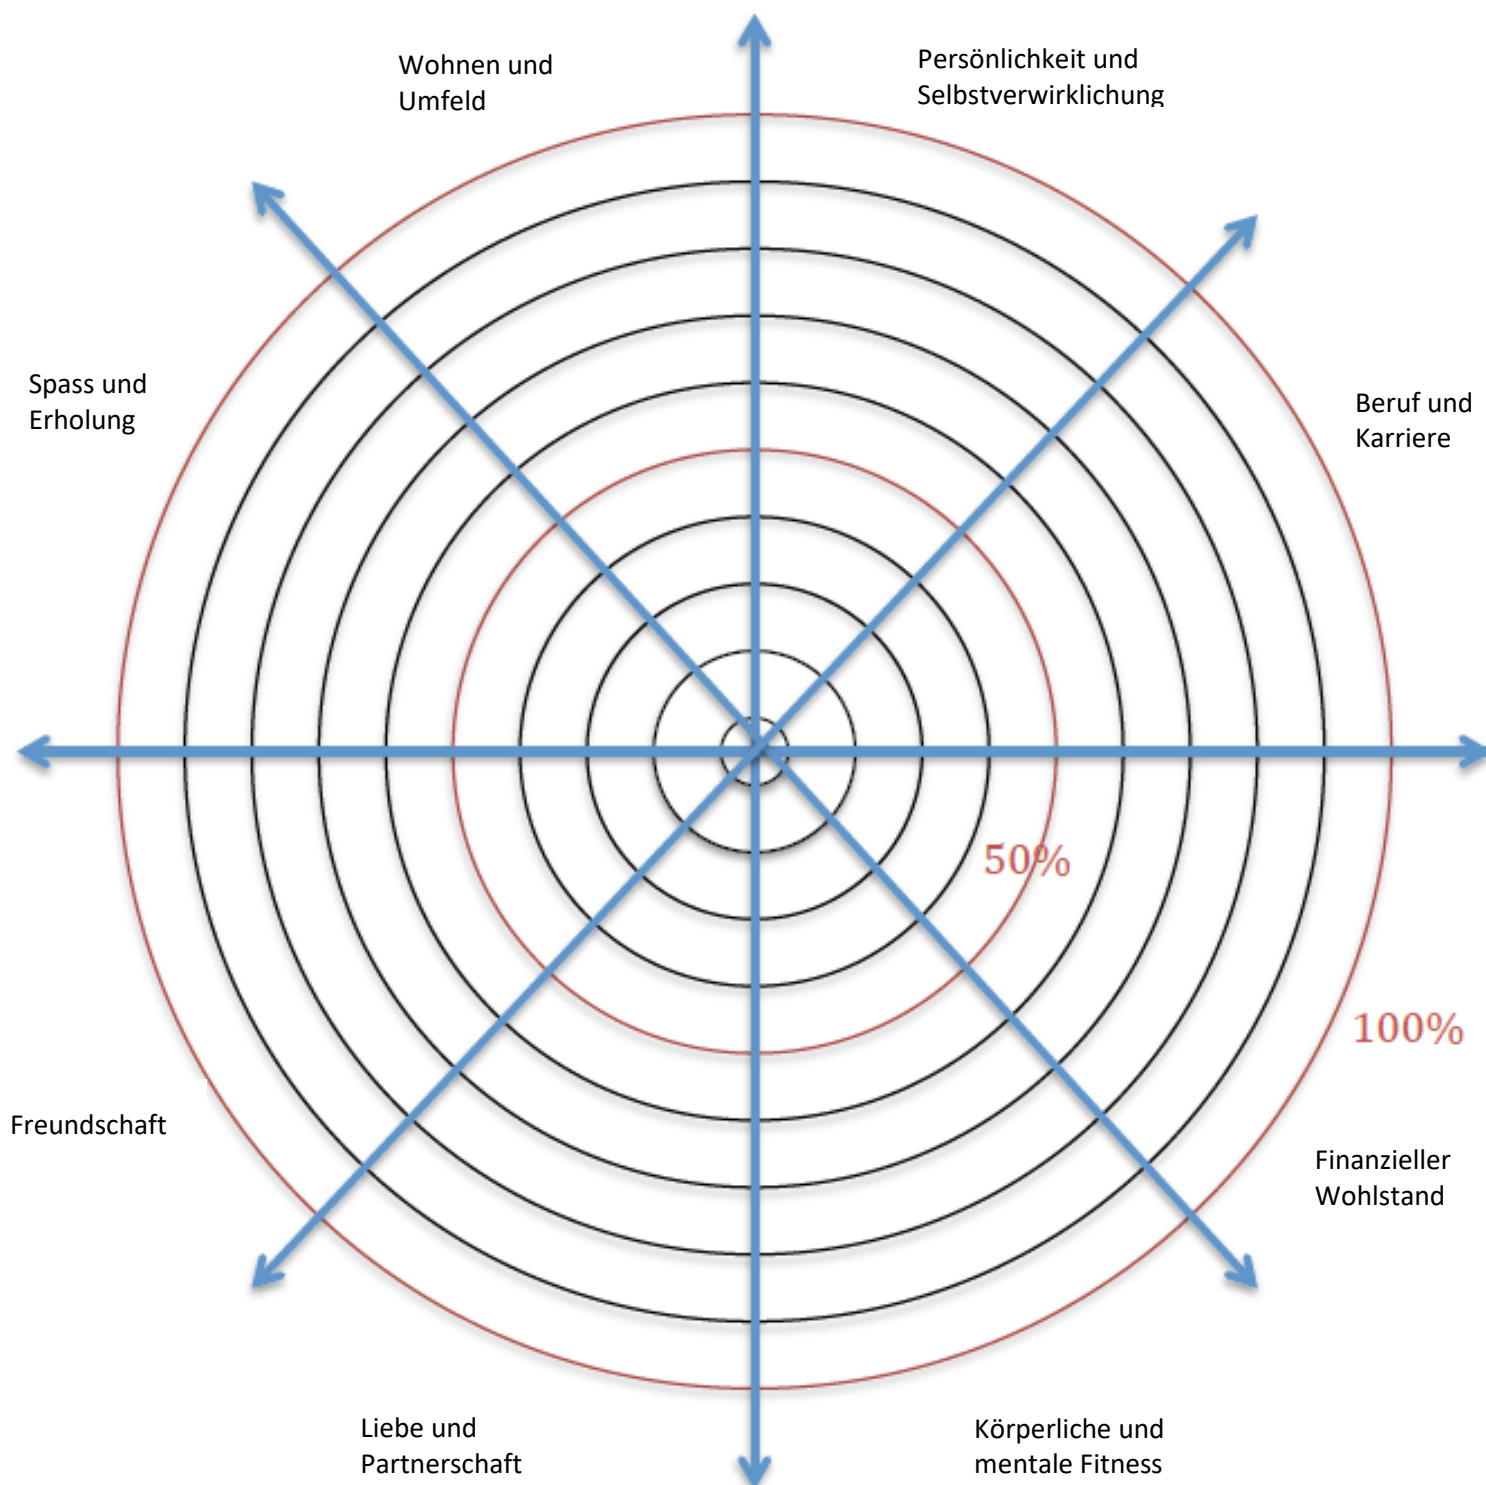 Wohnen und
Umfeld
Persönlichkeit und
Selbstverwirklichung
Spass und
Erholung
Beruf und
Karriere
50%
100%
Freundschaft
Finanzieller
Wohlstand
Liebe und
Partnerschaft
Körperliche und
mentale Fitness